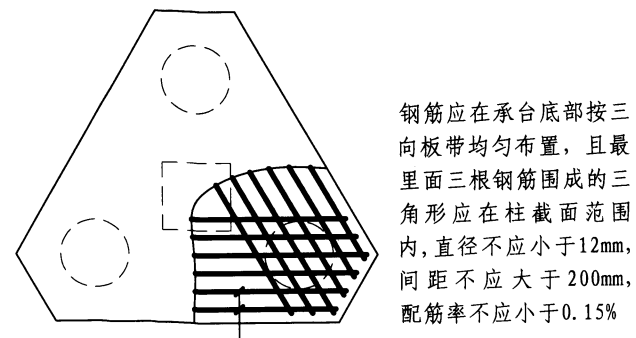 钢筋应在承台底部按三
向板带均匀布置，且最
里面三根钢筋围成的三
角形应在柱截面范围
内,直径不应小于12mm,
间距不应大于200mm,
配筋率不应小于0.15%